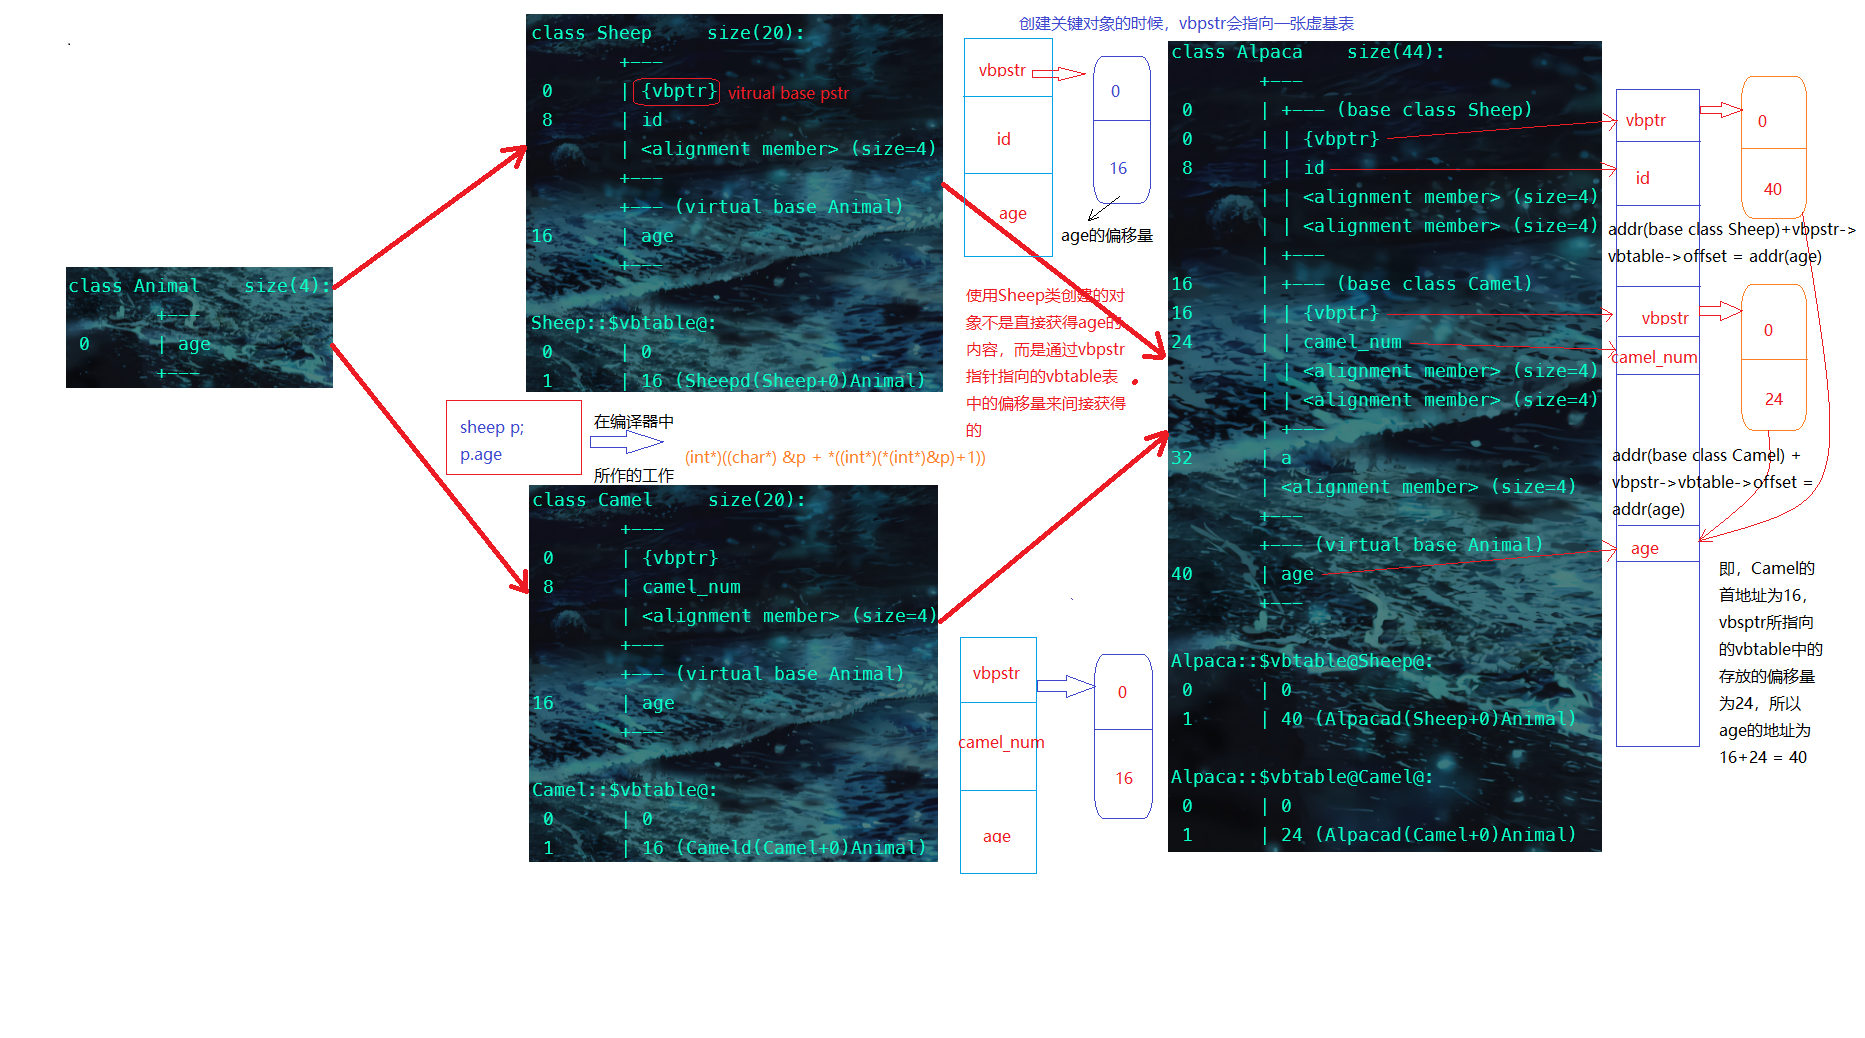 class Animal    size(4):
        +---
 0      | age
        +---
class Sheep     size(20):
        +---
 0      | {vbptr}
vitrual base pstr
 8      | id
        | <alignment member> (size=4)
        +---
        +--- (virtual base Animal)
16      | age
        +---
Sheep::$vbtable@:
 0      | 0
 1      | 16 (Sheepd(Sheep+0)Animal)
sheep p;
p.age
在编译器中
所作的工作
(int*)((char*) &p + *((int*)(*(int*)&p)+1))
class Camel     size(20):
        +---
 0      | {vbptr}
 8      | camel_num
        | <alignment member> (size=4)
        +---
        +--- (virtual base Animal)
16      | age
        +---
Camel::$vbtable@:
 0      | 0
 1      | 16 (Cameld(Camel+0)Animal)
创建关键对象的时候，vbpstr会指向一张虚基表
vbpstr
id
age
0
16
age的偏移量
使用Sheep类创建的对
象不是直接获得age的
内容，而是通过vbpstr
指针指向的vbtable表
中的偏移量来间接获得
的
vbpstr
camel_num
age
0
16
class Alpaca    size(44):
        +---
 0      | +--- (base class Sheep)
 0      | | {vbptr}
 8      | | id
        | | <alignment member> (size=4)
        | | <alignment member> (size=4)
        | +---
16      | +--- (base class Camel)
16      | | {vbptr}
24      | | camel_num
        | | <alignment member> (size=4)
        | | <alignment member> (size=4)
        | +---
32      | a
        | <alignment member> (size=4)
        +---
        +--- (virtual base Animal)
40      | age
        +---
Alpaca::$vbtable@Sheep@:
 0      | 0
 1      | 40 (Alpacad(Sheep+0)Animal)
Alpaca::$vbtable@Camel@:
 0      | 0
 1      | 24 (Alpacad(Camel+0)Animal)
vbptr
id
0
40
addr(base class Sheep)+vbpstr->
vbtable->offset = addr(age)
vbpstr
camel_num
0
24
addr(base class Camel) +
vbpstr->vbtable->offset =
addr(age)
age
即，Camel的
首地址为16，
vbsptr所指向
的vbtable中的
存放的偏移量
为24，所以
age的地址为
16+24 = 40